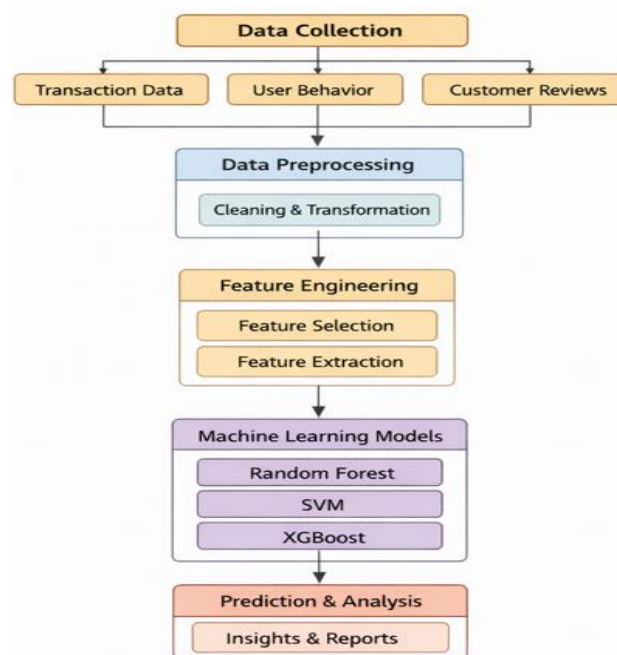 Data Collection
Transaction Data
User Behavior
Customer Reviews
Data Preprocessing
Cleaning & Transformation
Feature Engineering
Feature Selection
Feature Extraction
Machine Learning Models
Random Forest
SVM
XGBoost
Prediction & Analysis
Insights & Reports